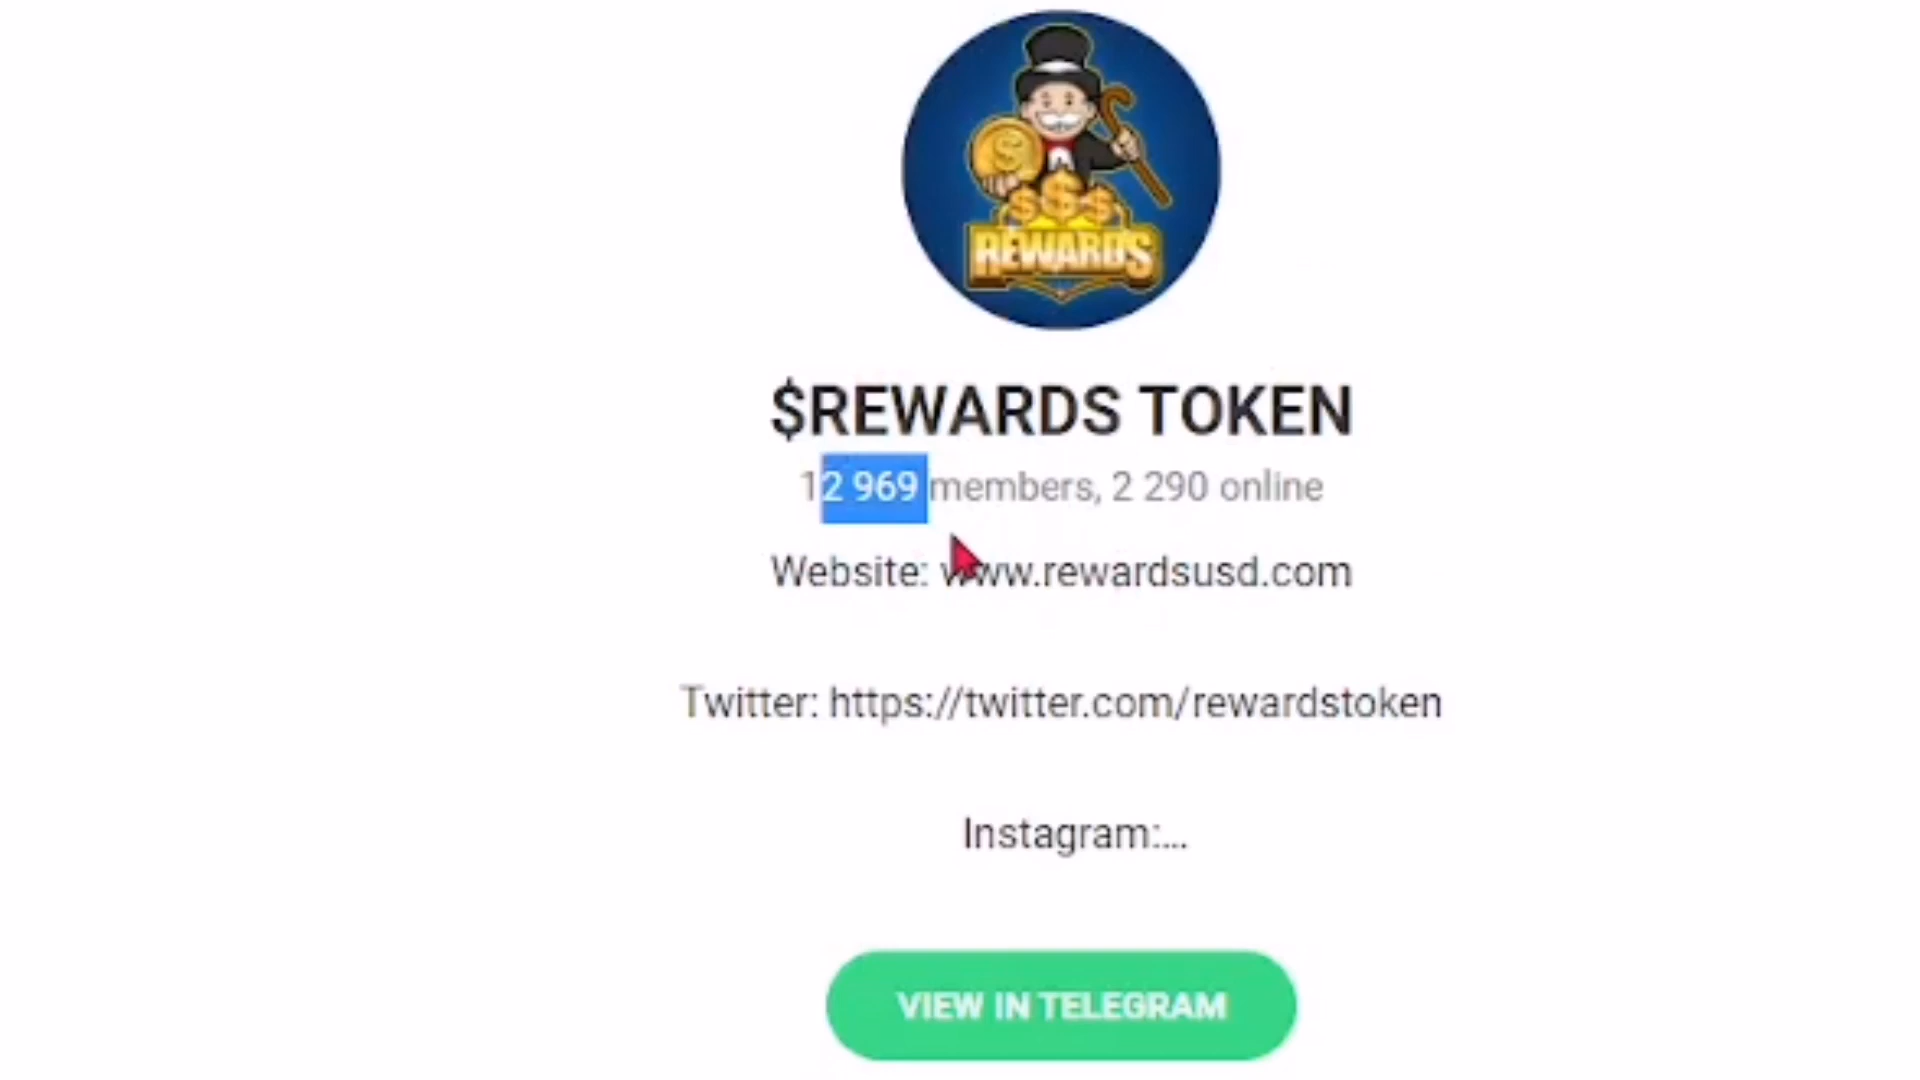 $
$ $ $
REWARDS
$REWARDS TOKEN
12 969 members, 2 290 online
Website: www.rewardsusd.com
Twitter: https://twitter.com/rewardstoken
Instagram:...
VIEW IN TELEGRAM